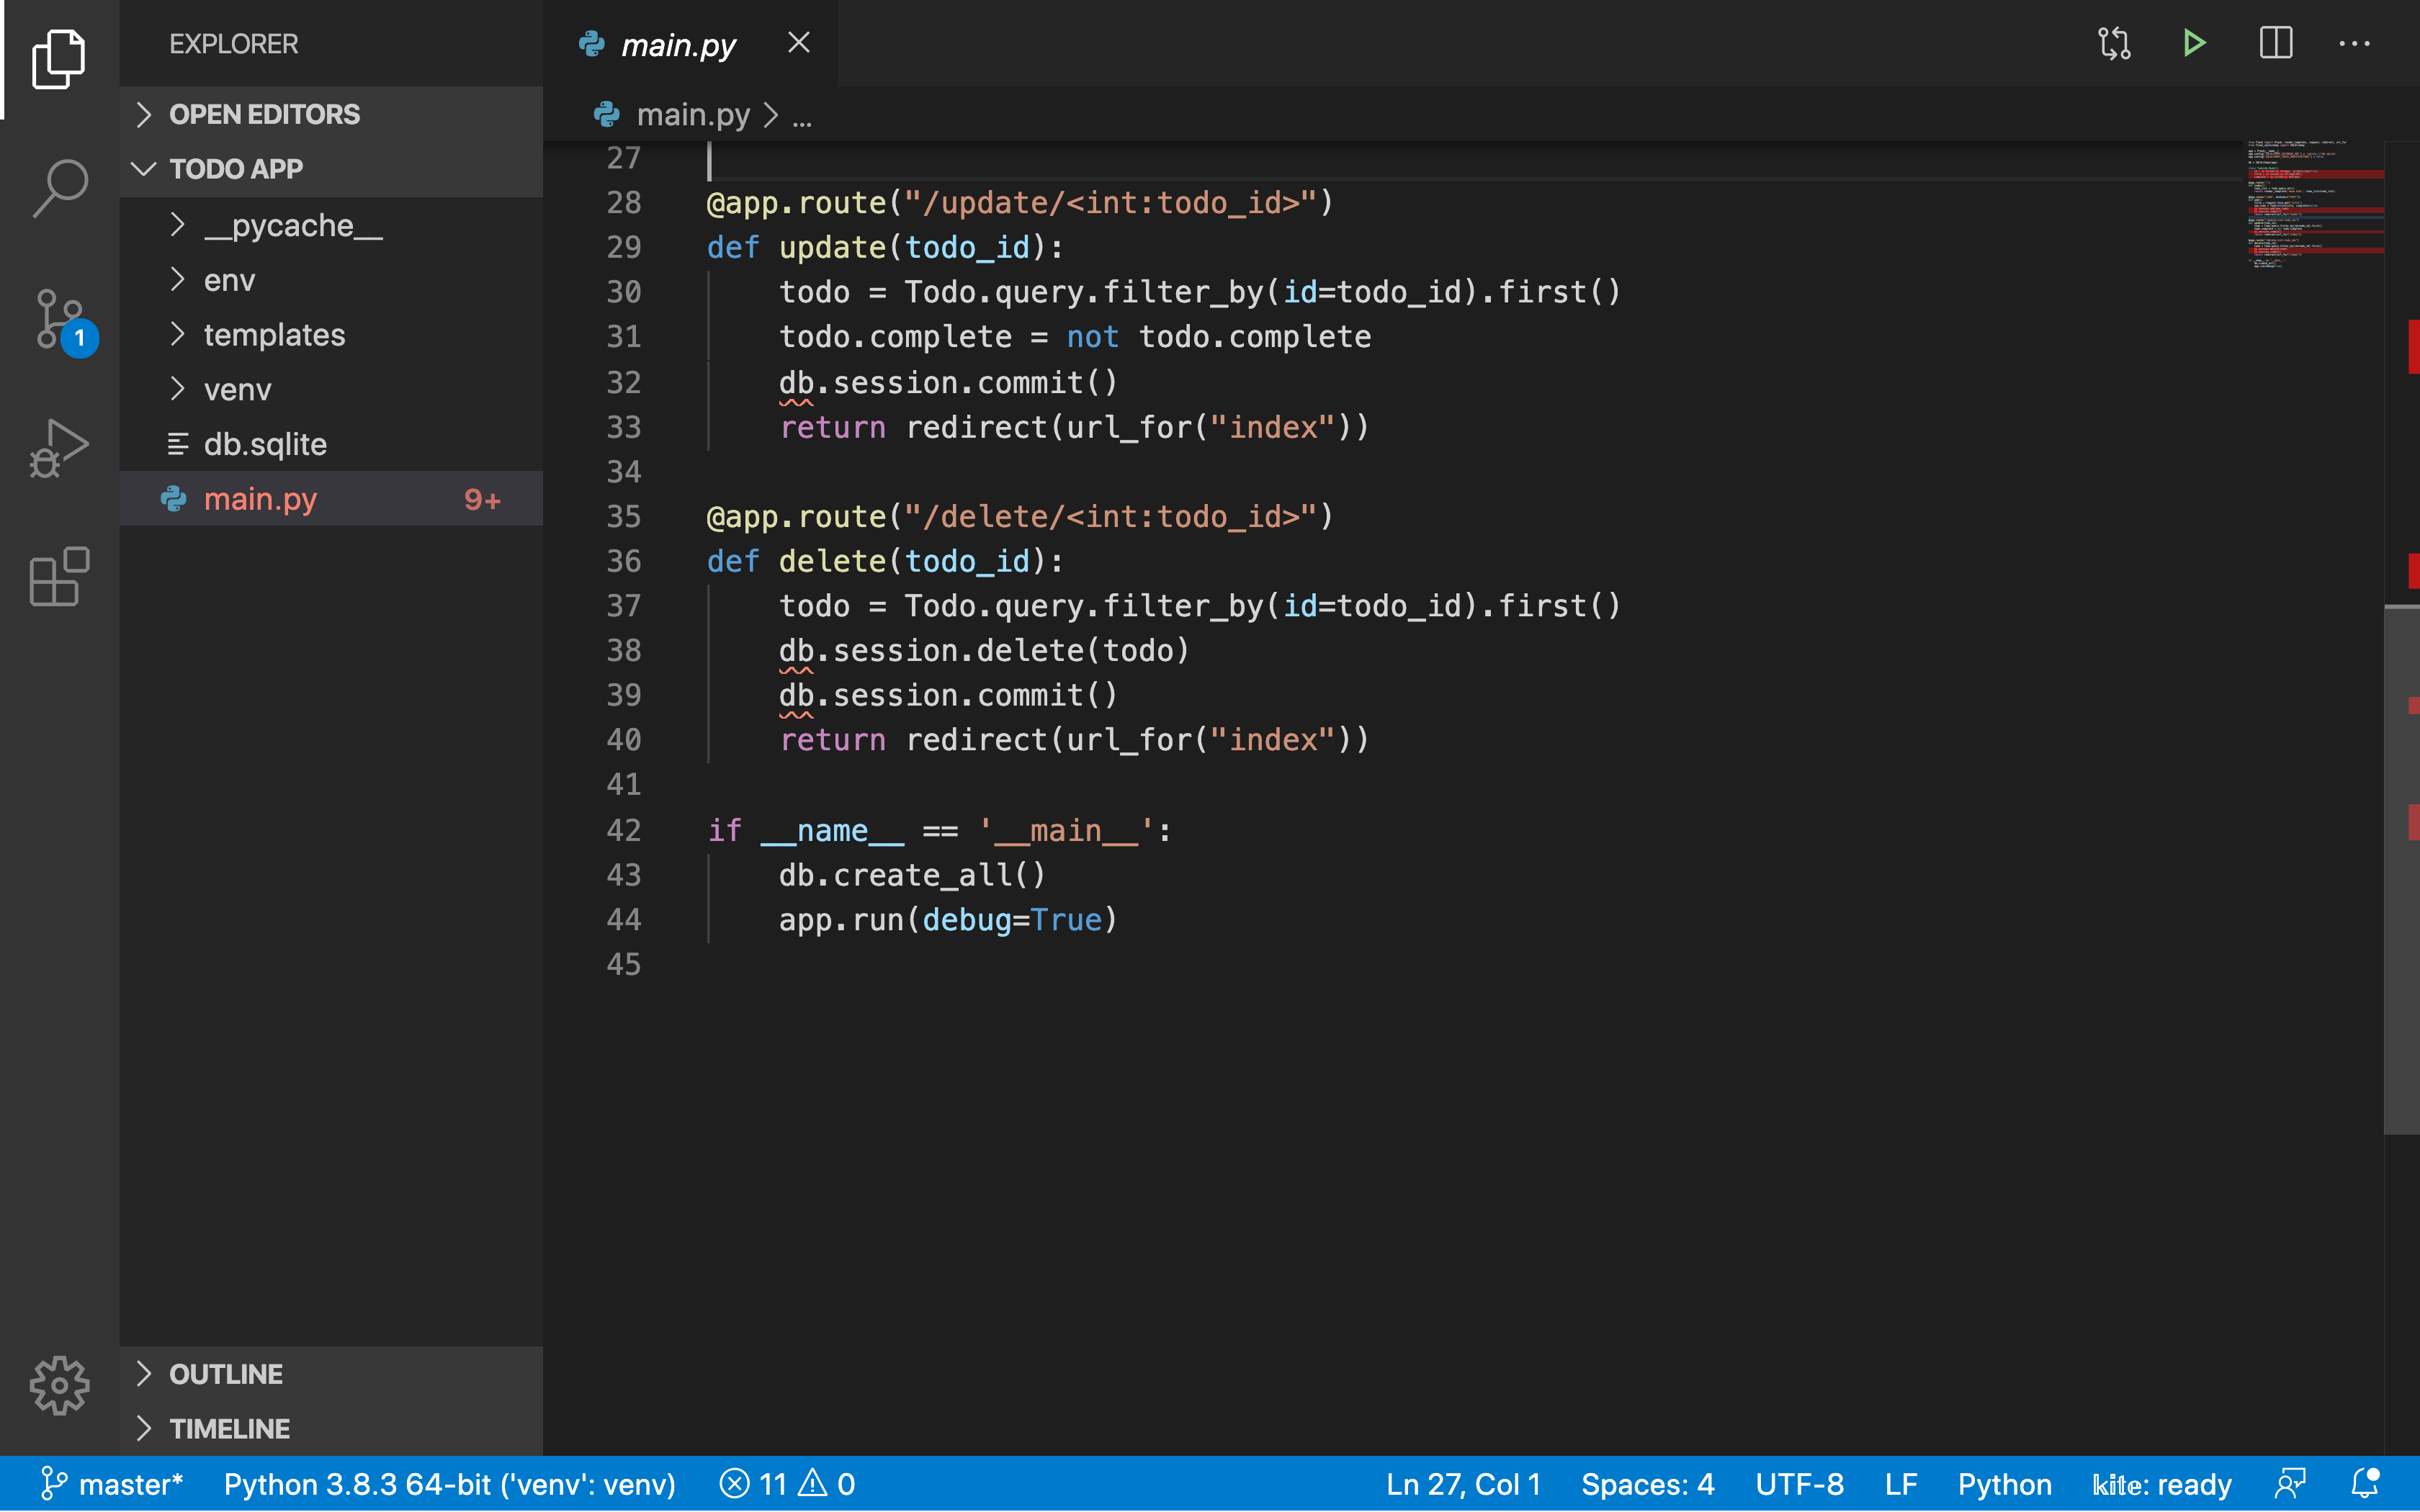 EXPLORER
OPEN EDITORS
TODO APP
__pycache__
env
templates
venv
db.sqlite
main.py 9+
OUTLINE
TIMELINE
1
main.py
main.py > ...
27
28 @app.route("/update/<int:todo_id>")
29 def update(todo_id):
30     todo = Todo.query.filter_by(id=todo_id).first()
31     todo.complete = not todo.complete
32     db.session.commit()
33     return redirect(url_for("index"))
34
35 @app.route("/delete/<int:todo_id>")
36 def delete(todo_id):
37     todo = Todo.query.filter_by(id=todo_id).first()
38     db.session.delete(todo)
39     db.session.commit()
40     return redirect(url_for("index"))
41
42 if __name__ == '__main__':
43     db.create_all()
44     app.run(debug=True)
45
master* Python 3.8.3 64-bit ('venv': venv) 11 0 Ln 27, Col 1 Spaces: 4 UTF-8 LF Python 𝕜𝕚𝕥𝕖: ready